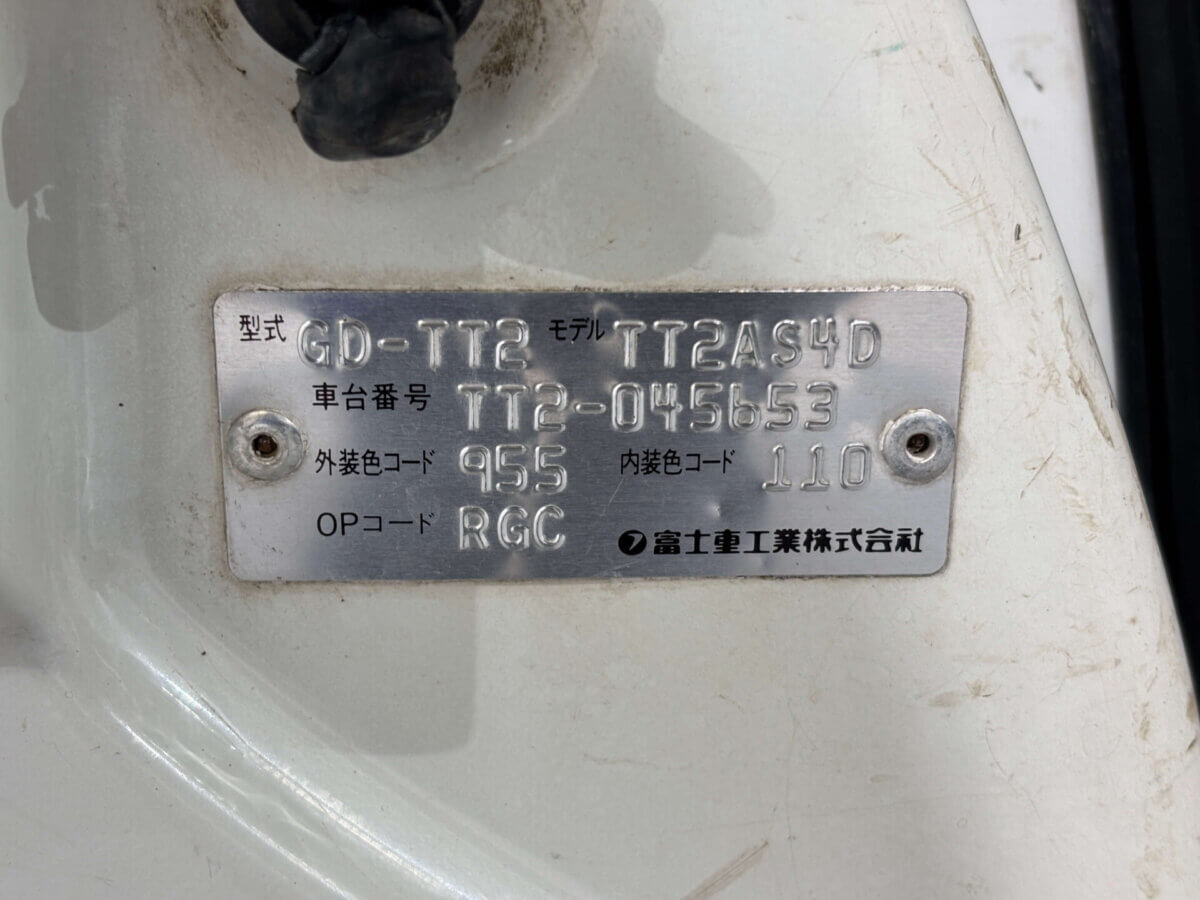 型式 GD-TT2 モデル TT2AS4D
車台番号 TT2-045653
外装色コード 955 内装色コード 110
OPコード RGC 富士重工業株式会社